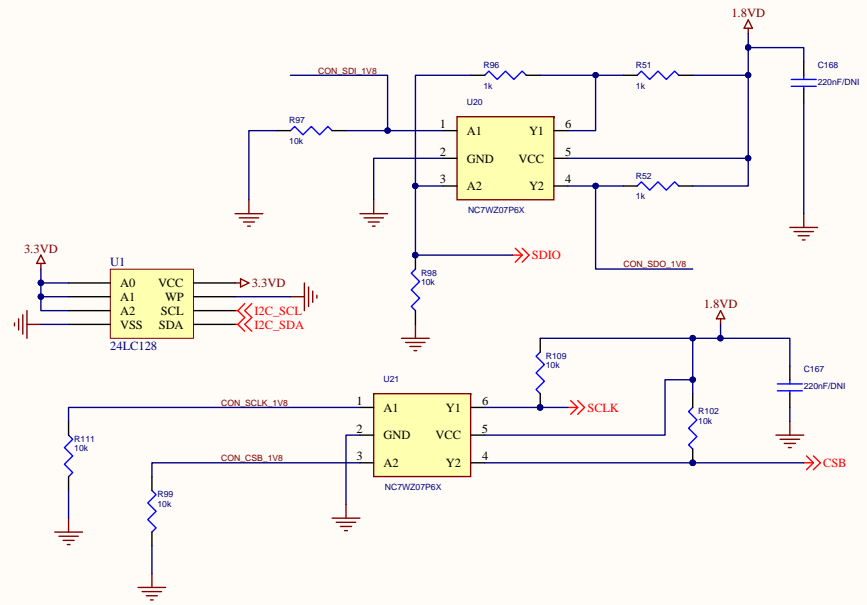 1.8VD
C168
220nF/DNI
R96
1k
R51
1k
CON_SDI_1V8
U20
R97
10k
1 A1 Y1 6
2 GND VCC 5
3 A2 Y2 4
NC7WZ07P6X
R52
1k
CON_SDO_1V8
SDIO
R98
10k
3.3VD
U1
A0 VCC 3.3VD
A1 WP
A2 SCL I2C_SCL
VSS SDA I2C_SDA
24LC128
1.8VD
R109
10k
C167
220nF/DNI
U21
CON_SCLK_1V8
1 A1 Y1 6
SCLK
2 GND VCC 5
3 A2 Y2 4
NC7WZ07P6X
R102
10k
CSB
R111
10k
CON_CSB_1V8
R99
10k